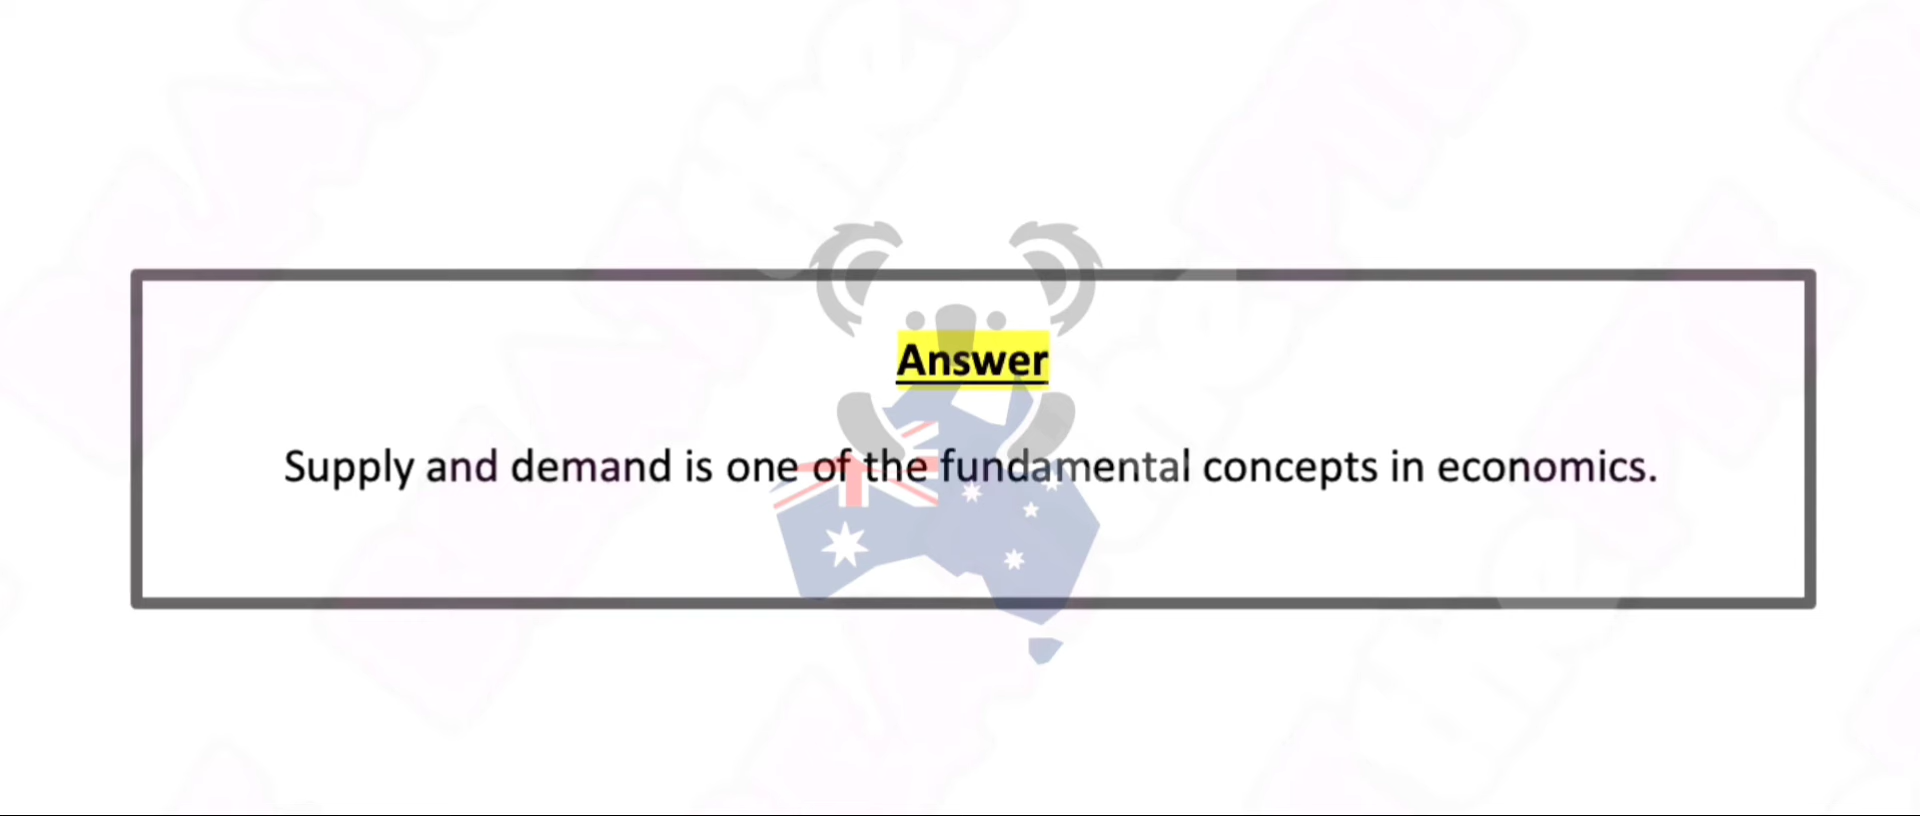 Answer
Supply and demand is one of the fundamental concepts in economics.